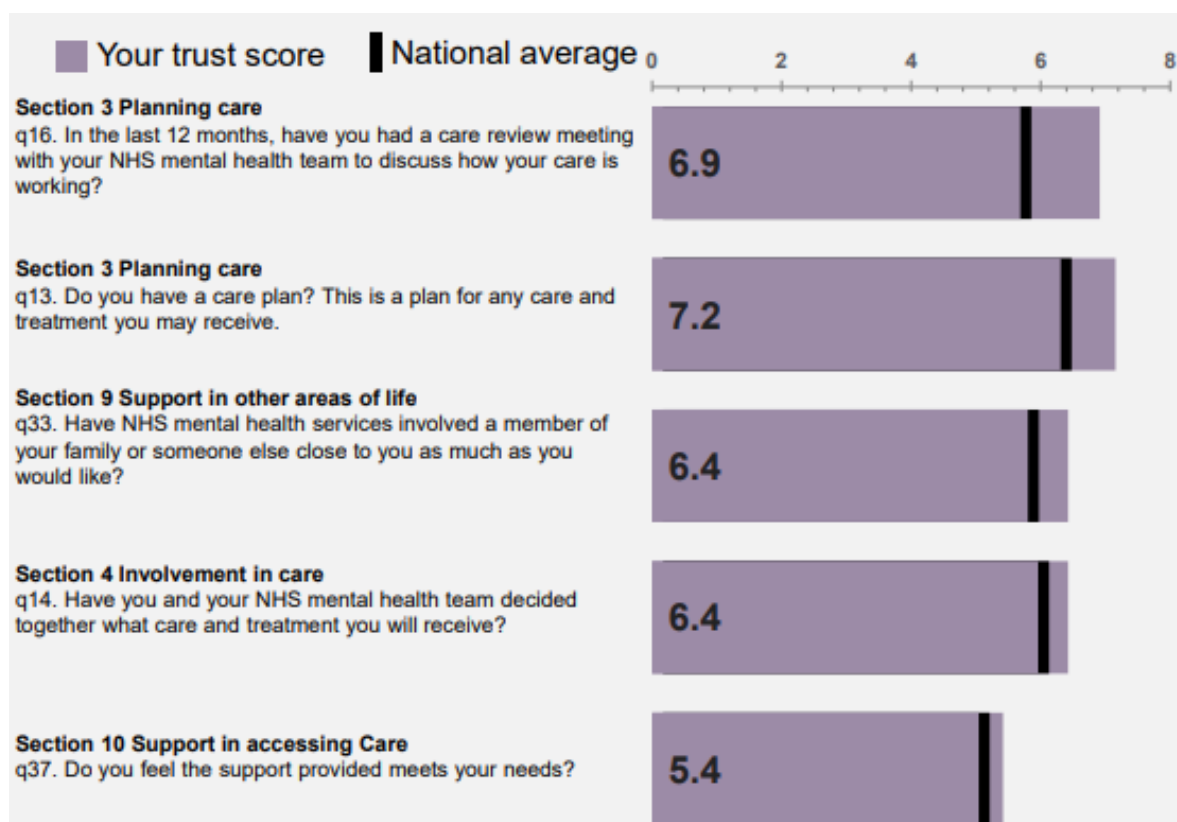 Your trust score National average
0 2 4 6 8
Section 3 Planning care
q16. In the last 12 months, have you had a care review meeting
with your NHS mental health team to discuss how your care is
working?
6.9
Section 3 Planning care
q13. Do you have a care plan? This is a plan for any care and
treatment you may receive.
7.2
Section 9 Support in other areas of life
q33. Have NHS mental health services involved a member of
your family or someone else close to you as much as you
would like?
6.4
Section 4 Involvement in care
q14. Have you and your NHS mental health team decided
together what care and treatment you will receive?
6.4
Section 10 Support in accessing Care
q37. Do you feel the support provided meets your needs?
5.4